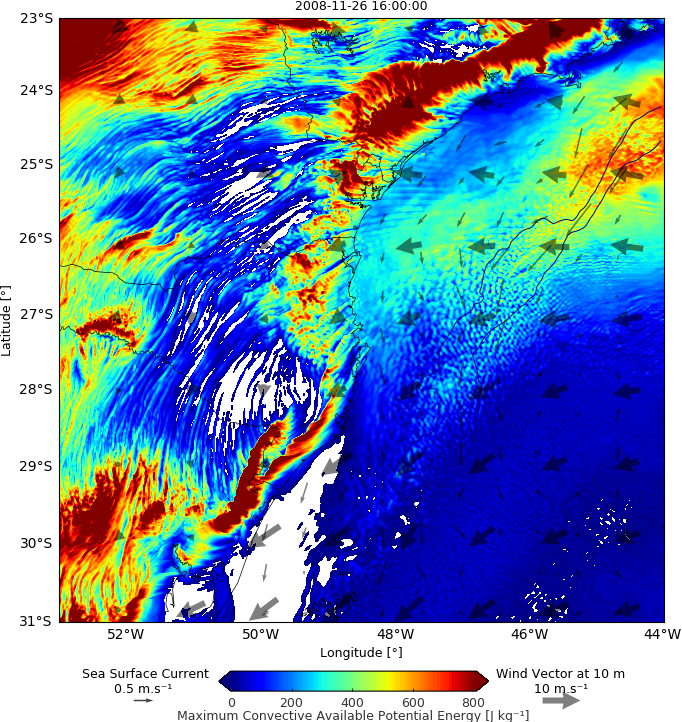 2008-11-26 16:00:00
23°S
24°S
25°S
26°S
27°S
28°S
29°S
30°S
31°S
Latitude [°]
52°W 50°W 48°W 46°W 44°W
Longitude [°]
Sea Surface Current
0.5 m.s⁻¹
Wind Vector at 10 m
10 m.s⁻¹
0 200 400 600 800
Maximum Convective Available Potential Energy [J kg⁻¹]